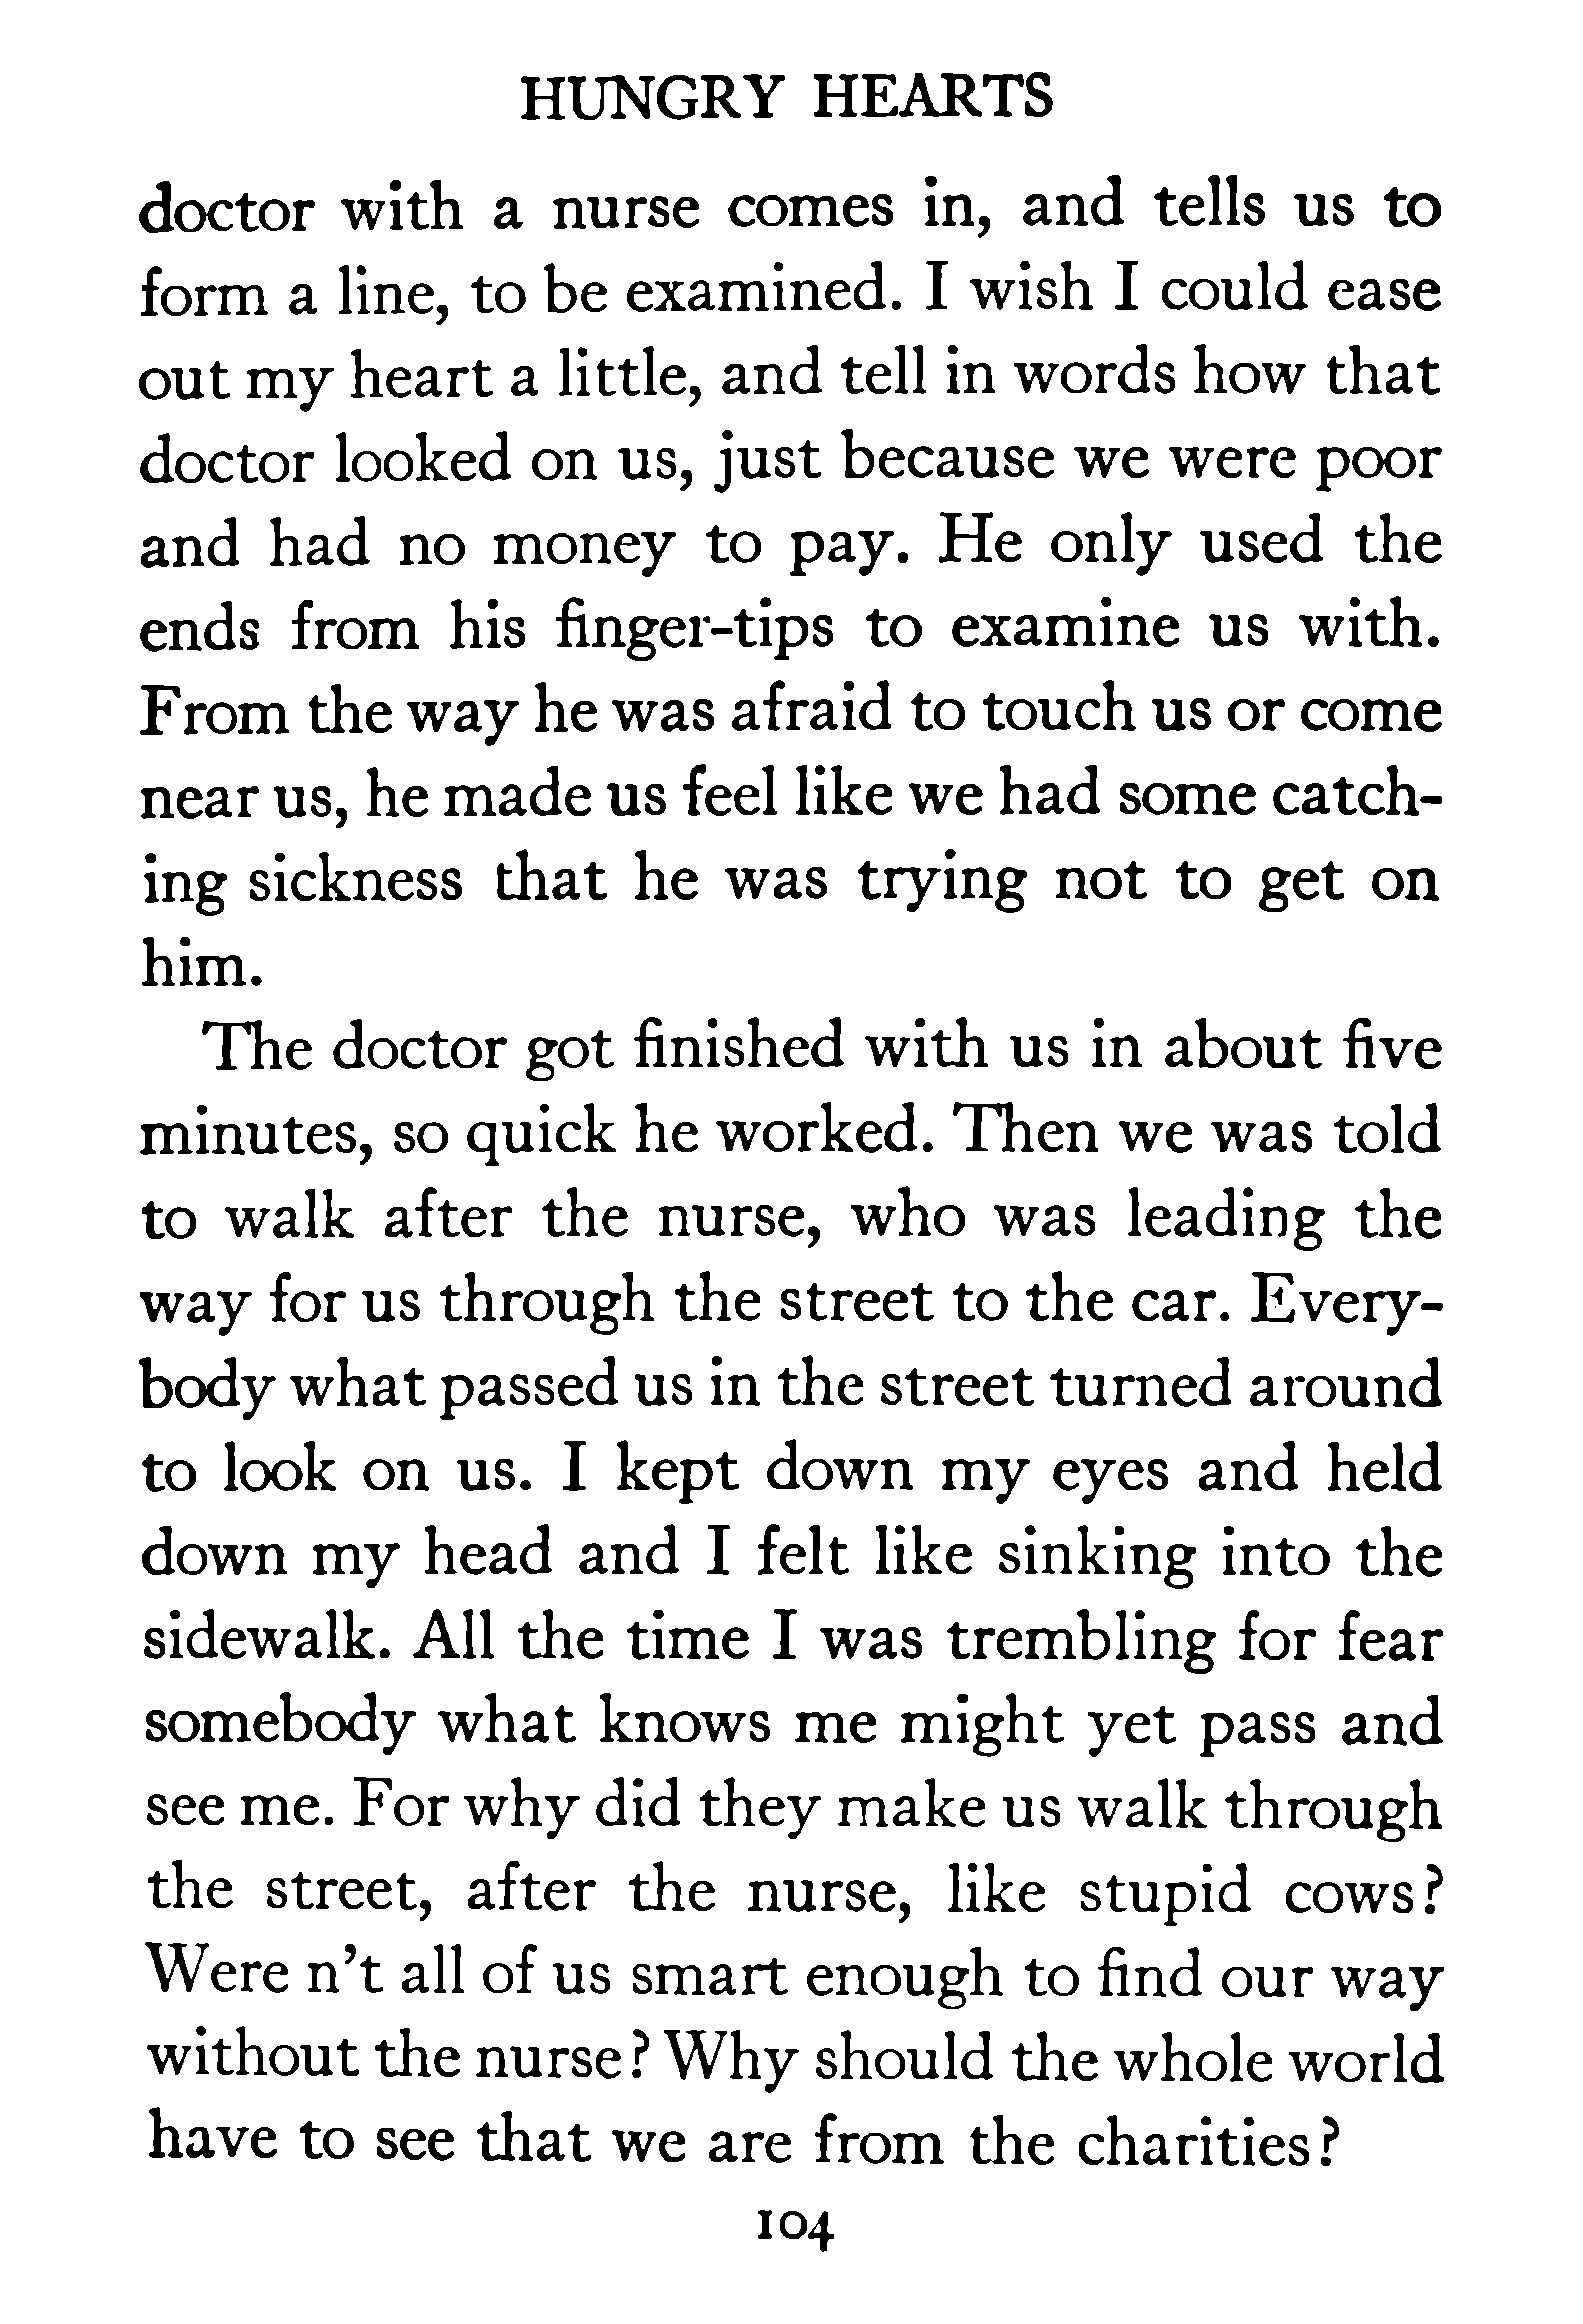 HUNGRY HEARTS
doctor with a nurse comes in, and tells us to
form a line, to be examined. I wish I could ease
out my heart a little, and tell in words how that
doctor looked on us, just because we were poor
and had no money to pay. He only used the
ends from his finger-tips to examine us with.
From the way he was afraid to touch us or come
near us, he made us feel like we had some catch-
ing sickness that he was trying not to get on
him.
The doctor got finished with us in about five
minutes, so quick he worked. Then we was told
to walk after the nurse, who was leading the
way for us through the street to the car. Every-
body what passed us in the street turned around
to look on us. I kept down my eyes and held
down my head and I felt like sinking into the
sidewalk. All the time I was trembling for fear
somebody what knows me might yet pass and
see me. For why did they make us walk through
the street, after the nurse, like stupid cows?
Were n't all of us smart enough to find our way
without the nurse? Why should the whole world
have to see that we are from the charities?
104